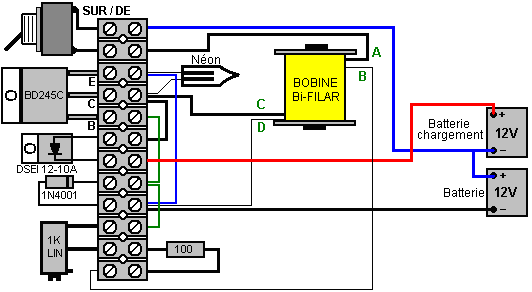 SUR / DE
Néon
A
B
BOBINE
Bi-FILAR
C
D
E
BD245C
C
B
DSEI 12-10A
1N4001
1K
LIN
100
Batterie
chargement
+
12V
−
Batterie
+
12V
−